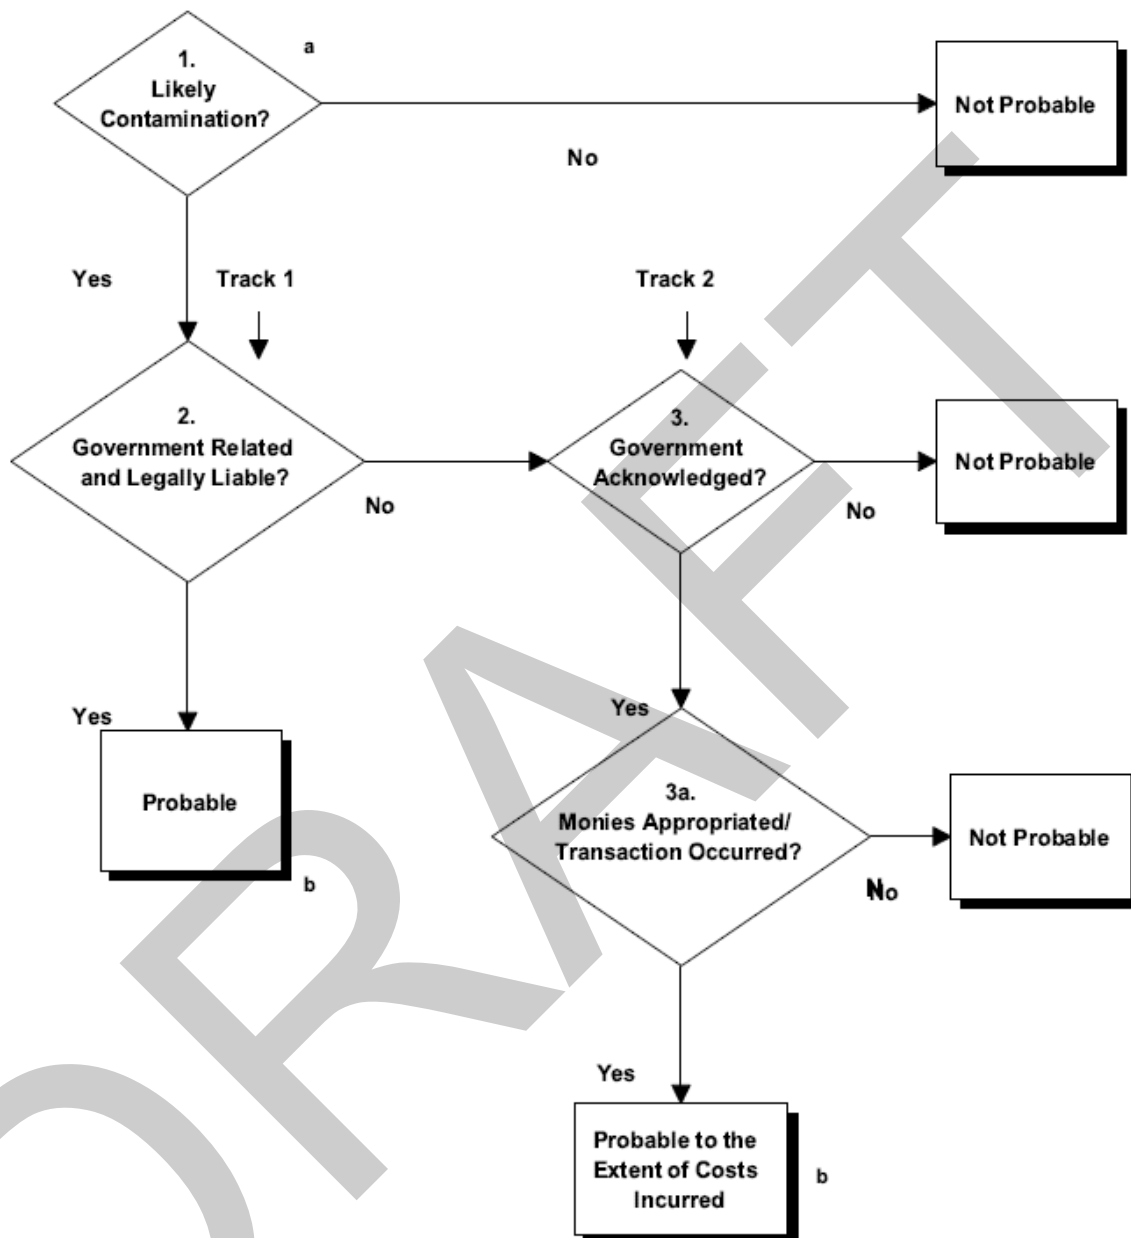 1.
Likely
Contamination?
a
Not Probable
No
Yes
Track 1
Track 2
2.
Government Related
and Legally Liable?
No
3.
Government
Acknowledged?
No
Not Probable
Yes
Probable
b
Yes
3a.
Monies Appropriated/
Transaction Occurred?
No
Not Probable
Yes
Probable to the
Extent of Costs
Incurred
b
DRAFT